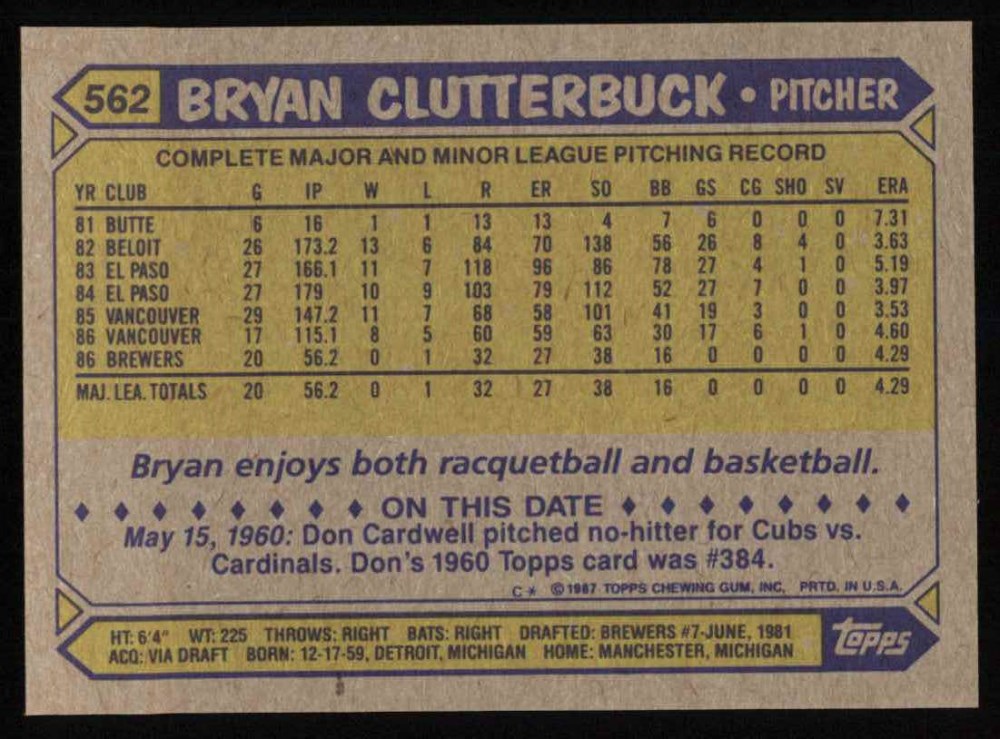 562 BRYAN CLUTTERBUCK • PITCHER
COMPLETE MAJOR AND MINOR LEAGUE PITCHING RECORD
YR CLUB G IP W L R ER SO BB GS CG SHO SV ERA
81 BUTTE 6 16 1 1 13 13 4 7 6 0 0 0 7.31
82 BELOIT 26 173.2 13 6 84 70 138 56 26 8 4 0 3.63
83 EL PASO 27 166.1 11 7 118 96 86 78 27 4 1 0 5.19
84 EL PASO 27 179 10 9 103 79 112 52 27 7 0 0 3.97
85 VANCOUVER 29 147.2 11 7 68 58 101 41 19 3 0 0 3.53
86 VANCOUVER 17 115.1 8 5 60 59 63 30 17 6 1 0 4.60
86 BREWERS 20 56.2 0 1 32 27 38 16 0 0 0 0 4.29
MAJ. LEA. TOTALS 20 56.2 0 1 32 27 38 16 0 0 0 0 4.29
Bryan enjoys both racquetball and basketball.
ON THIS DATE
May 15, 1960: Don Cardwell pitched no-hitter for Cubs vs.
Cardinals. Don's 1960 Topps card was #384.
C* ©1987 TOPPS CHEWING GUM, INC. PRTD. IN U.S.A.
HT: 6'4" WT: 225 THROWS: RIGHT BATS: RIGHT DRAFTED: BREWERS #7-JUNE, 1981
ACQ: VIA DRAFT BORN: 12-17-59, DETROIT, MICHIGAN HOME: MANCHESTER, MICHIGAN
topps